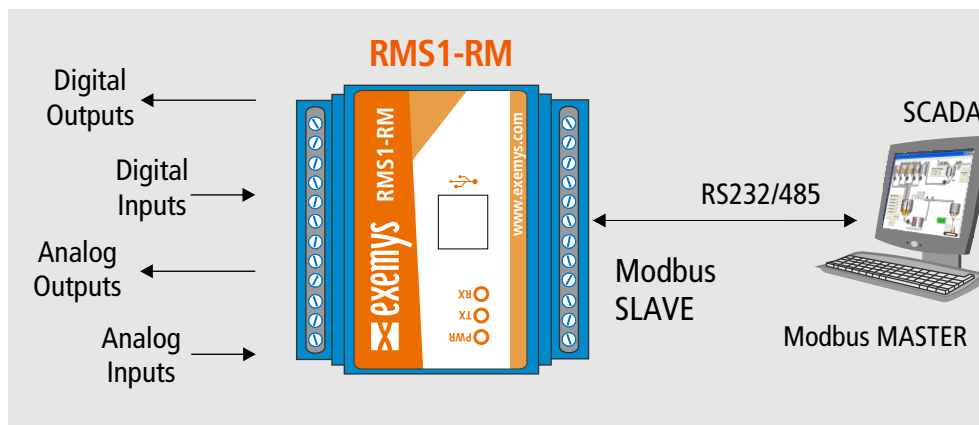 RMS1-RM
Digital
Outputs
Digital
Inputs
Analog
Outputs
Analog
Inputs
exemys
RMS1-RM
www.exemys.com
RX
TX
PWR
RS232/485
Modbus
SLAVE
SCADA
Modbus MASTER